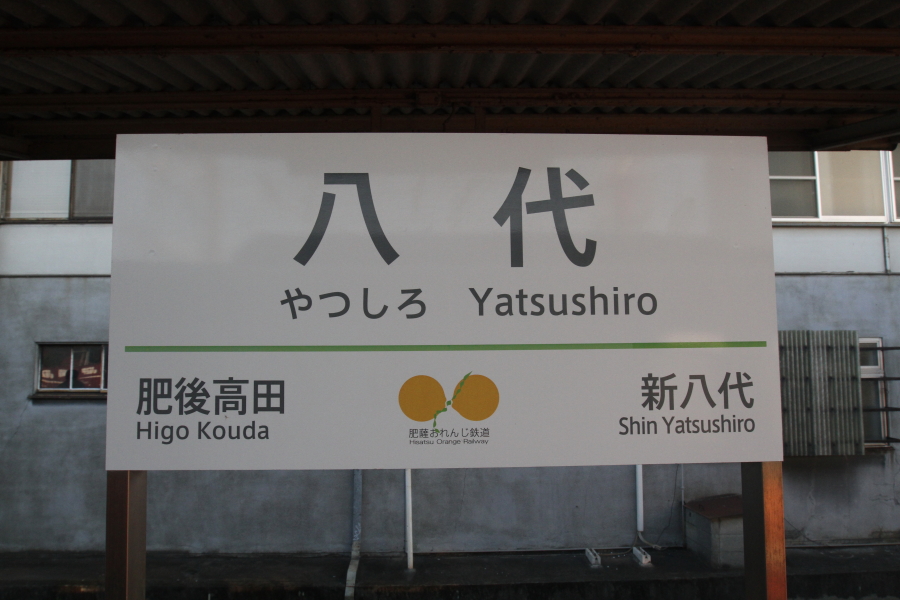 八代
やつしろ Yatsushiro
肥後高田
Higo Kouda
肥薩おれんじ鉄道
Hisatsu Orange Railway
新八代
Shin Yatsushiro